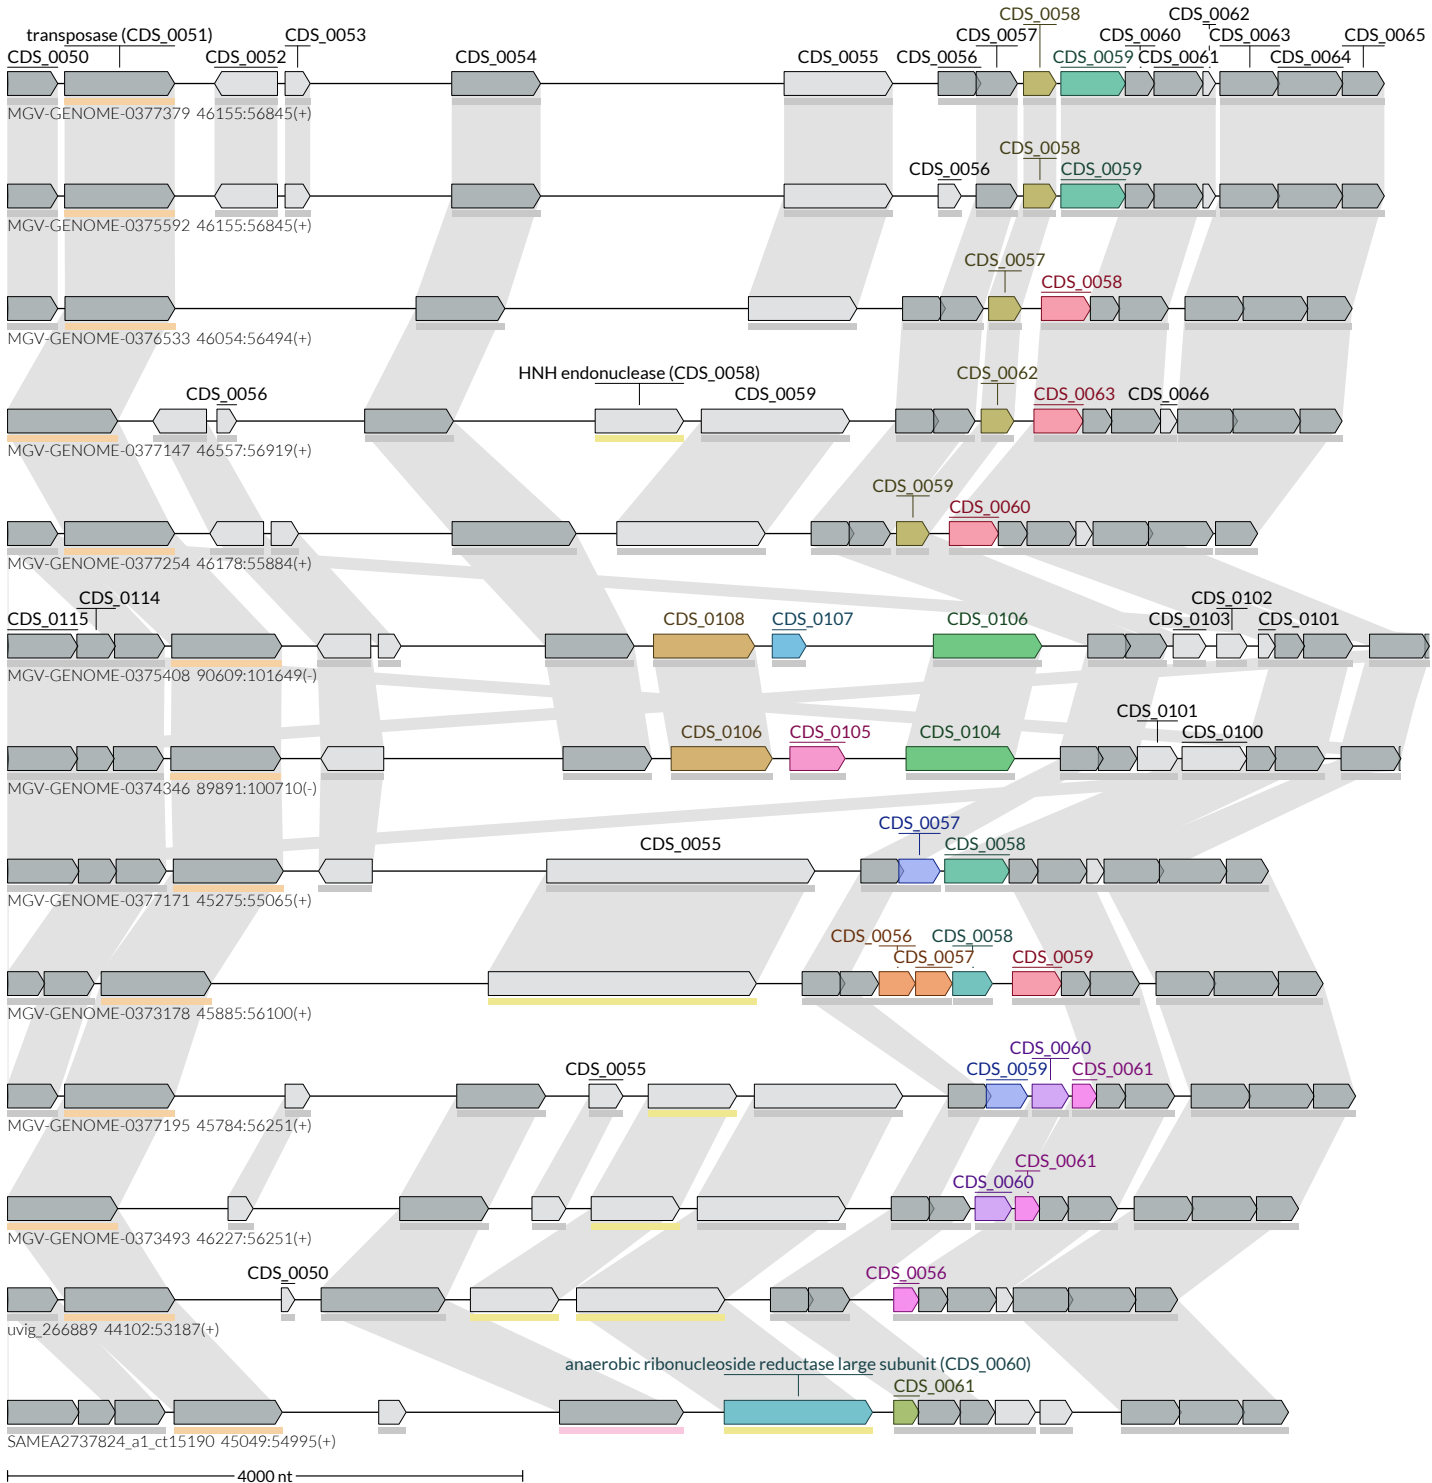 CDS_0058 CDS_0062
transposase (CDS_0051) CDS_0053 CDS_0057 CDS_0060 CDS_0063 CDS_0065
CDS_0050 CDS_0052 CDS_0054 CDS_0055 CDS_0056 CDS_0059 CDS_0061 CDS_0064
MGV-GENOME-0377379 46155:56845(+)
CDS_0058
CDS_0056 CDS_0059
MGV-GENOME-0375592 46155:56845(+)
CDS_0057
CDS_0058
MGV-GENOME-0376533 46054:56494(+)
HNH endonuclease (CDS_0058) CDS_0062
CDS_0056 CDS_0059 CDS_0063 CDS_0066
MGV-GENOME-0377147 46557:56919(+)
CDS_0059
CDS_0060
MGV-GENOME-0377254 46178:55884(+)
CDS_0114 CDS_0102
CDS_0115 CDS_0108 CDS_0107 CDS_0106 CDS_0103 CDS_0101
MGV-GENOME-0375408 90609:101649(-)
CDS_0101
CDS_0106 CDS_0105 CDS_0104 CDS_0100
MGV-GENOME-0374346 89891:100710(-)
CDS_0057
CDS_0055 CDS_0058
MGV-GENOME-0377171 45275:55065(+)
CDS_0056 CDS_0058
CDS_0057 CDS_0059
MGV-GENOME-0373178 45885:56100(+)
CDS_0060
CDS_0055 CDS_0059 CDS_0061
MGV-GENOME-0377195 45784:56251(+)
CDS_0061
CDS_0060
MGV-GENOME-0373493 46227:56251(+)
CDS_0050 CDS_0056
uvig_266889 44102:53187(+)
anaerobic ribonucleoside reductase large subunit (CDS_0060)
CDS_0061
SAMEA2737824_a1_ct15190 45049:54995(+)
4000 nt